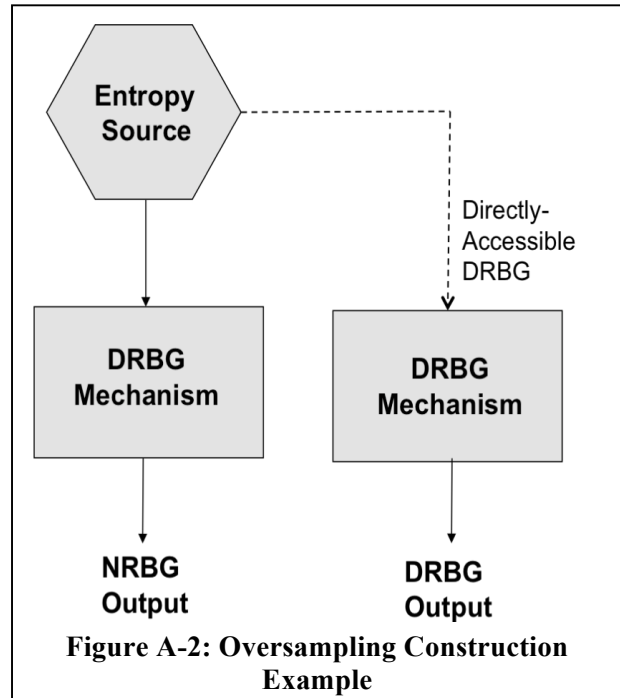 Entropy
Source
Directly-
Accessible
DRBG
DRBG
Mechanism
DRBG
Mechanism
NRBG
Output
DRBG
Output
Figure A-2: Oversampling Construction
Example